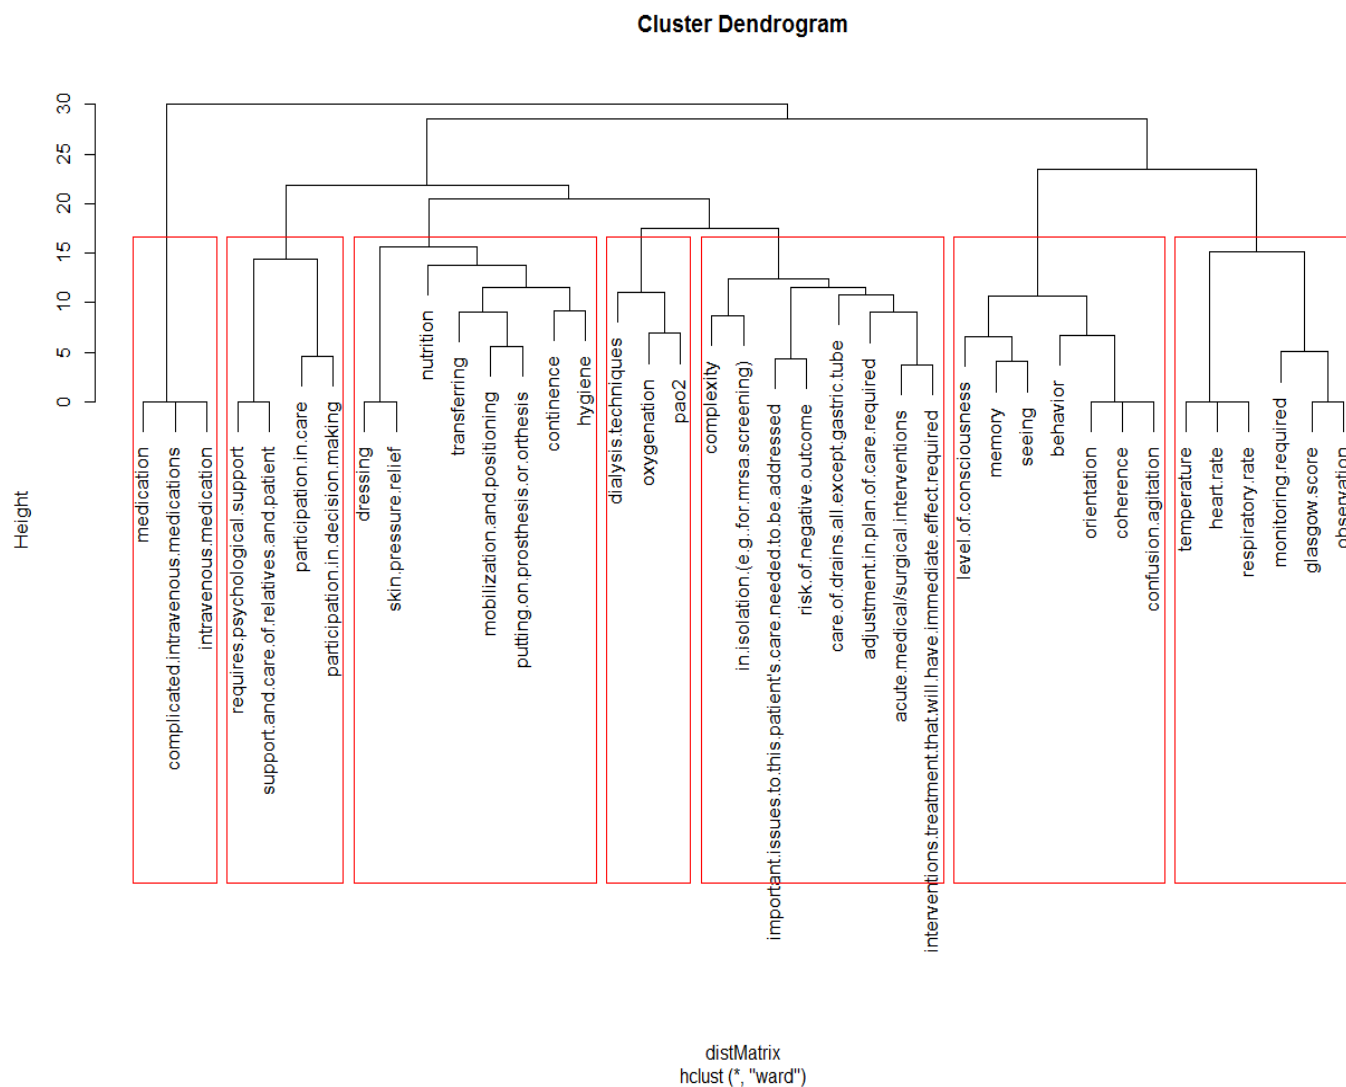 Cluster Dendrogram
Height
30
25
20
15
10
5
0
medication
complicated.intravenous.medications
intravenous.medication
requires.psychological.support
support.and.care.of.relatives.and.patient
participation.in.care
participation.in.decision.making
dressing
skin.pressure.relief
nutrition
transferring
mobilization.and.positioning
putting.on.prosthesis.or.orthesis
continence
hygiene
dialysis.techniques
oxygenation
pao2
complexity
in.isolation.(e.g..for.mrsa.screening)
important.issues.to.this.patient's.care.needed.to.be.addressed
risk.of.negative.outcome
care.of.drains.all.except.gastric.tube
adjustment.in.plan.of.care.required
acute.medical/surgical.interventions
interventions.treatment.that.will.have.immediate.effect.required
level.of.consciousness
memory
seeing
behavior
orientation
coherence
confusion.agitation
temperature
heart.rate
respiratory.rate
monitoring.required
glasgow.score
observation
distMatrix
hclust (*, "ward")